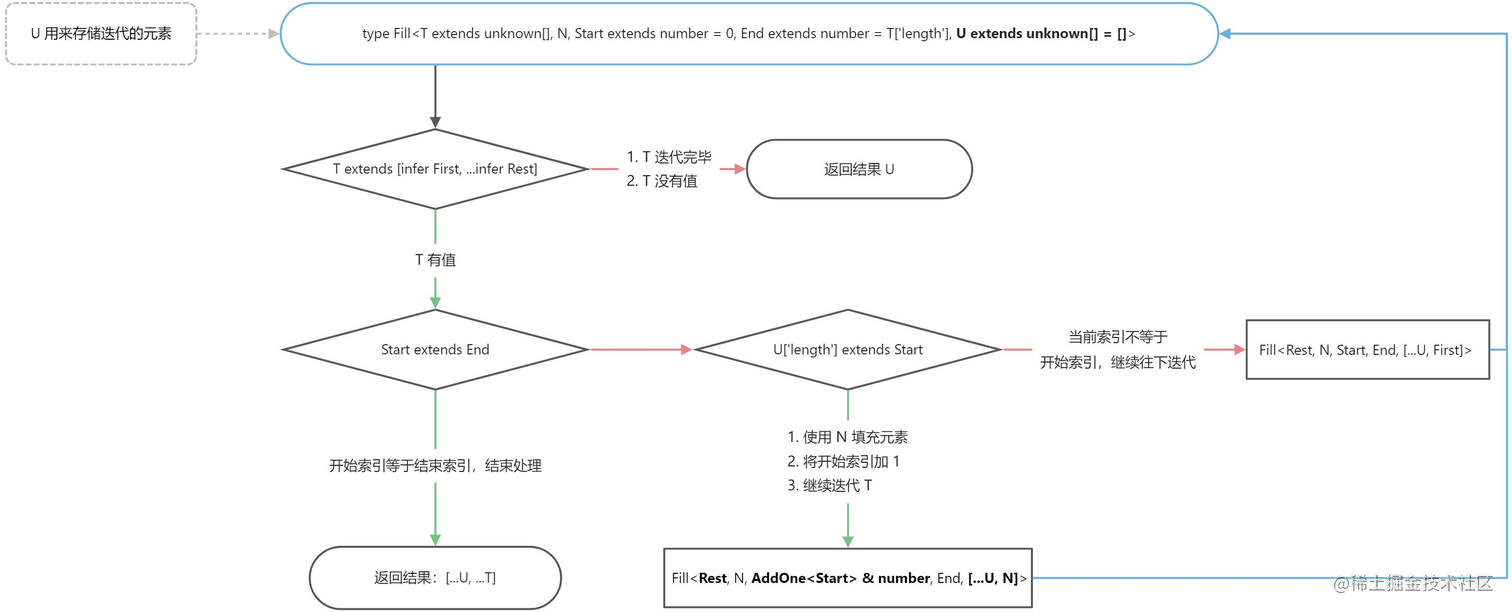 U 用来存储迭代的元素
type Fill<T extends unknown[], N, Start extends number = 0, End extends number = T['length'], U extends unknown[] = []>
T extends [infer First, ...infer Rest]
1. T 迭代完毕
2. T 没有值
返回结果 U
T 有值
Start extends End
U['length'] extends Start
当前索引不等于
开始索引，继续往下迭代
Fill<Rest, N, Start, End, [...U, First]>
开始索引等于结束索引，结束处理
1. 使用 N 填充元素
2. 将开始索引加 1
3. 继续迭代 T
返回结果：[...U, ...T]
Fill<Rest, N, AddOne<Start> & number, End, [...U, N]>
@稀土掘金技术社区